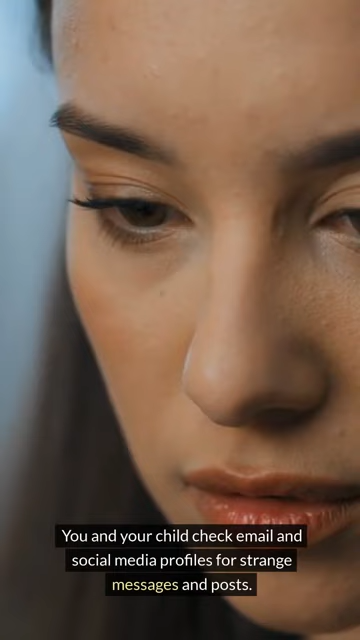 You and your child check email and
social media profiles for strange
messages and posts.